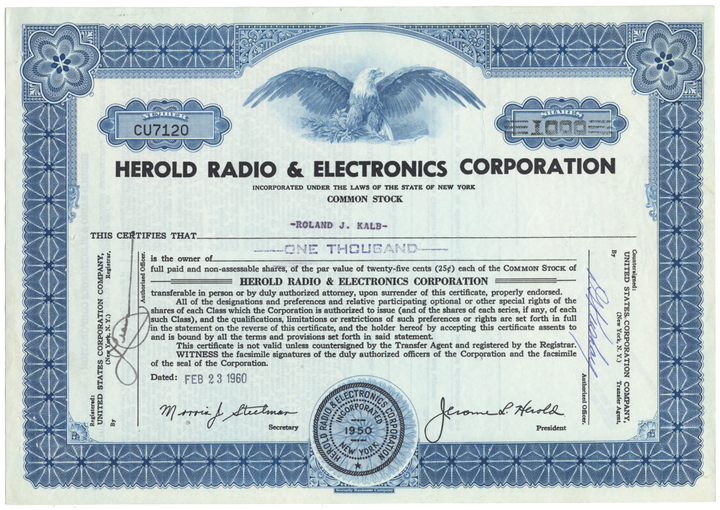 NUMBER
CU7120
SHARES
1000
HEROLD RADIO & ELECTRONICS CORPORATION
INCORPORATED UNDER THE LAWS OF THE STATE OF NEW YORK
COMMON STOCK
-ROLAND J. KALB-
THIS CERTIFIES THAT
ONE THOUSAND
is the owner of
full paid and non-assessable shares, of the par value of twenty-five cents (25¢) each of the COMMON STOCK of
HEROLD RADIO & ELECTRONICS CORPORATION
transferable in person or by duly authorized attorney, upon surrender of this certificate, properly endorsed.
All of the designations and preferences and relative participating optional or other special rights of the
shares of each Class which the Corporation is authorized to issue (and of the shares of each series, if any, of each
such Class), and the qualifications, limitations or restrictions of such preferences or rights are set forth in full
in the statement on the reverse of this certificate, and the holder hereof by accepting this certificate assents to
and is bound by all the terms and provisions set forth in said statement.
This certificate is not valid unless countersigned by the Transfer Agent and registered by the Registrar.
WITNESS the facsimile signatures of the duly authorized officers of the Corporation and the facsimile
of the seal of the Corporation.
Dated: FEB 23 1960
Morris J. Steelman
Secretary
HEROLD RADIO & ELECTRONICS CORPORATION
INCORPORATED
1950
NEW YORK
Jerome L Herold
President
Registered:
UNITED STATES CORPORATION COMPANY,
(New York, N. Y.) Registrar,
By
Authorized Officer.
Countersigned:
UNITED STATES CORPORATION COMPANY,
(New York, N. Y.) Transfer Agent,
By
Authorized Officer.
Security Banknote Company